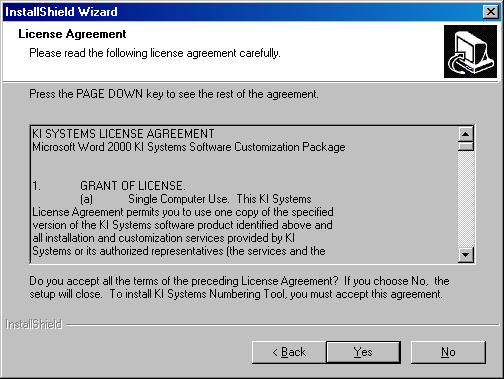 InstallShield Wizard
License Agreement
Please read the following license agreement carefully.
Press the PAGE DOWN key to see the rest of the agreement.
KI SYSTEMS LICENSE AGREEMENT
Microsoft Word 2000 KI Systems Software Customization Package
1. GRANT OF LICENSE.
(a) Single Computer Use. This KI Systems
License Agreement permits you to use one copy of the specified
version of the KI Systems software product identified above and
all installation and customization services provided by KI
Systems or its authorized representatives (the services and the
Do you accept all the terms of the preceding License Agreement? If you choose No, the
setup will close. To install KI Systems Numbering Tool, you must accept this agreement.
InstallShield
< Back Yes No